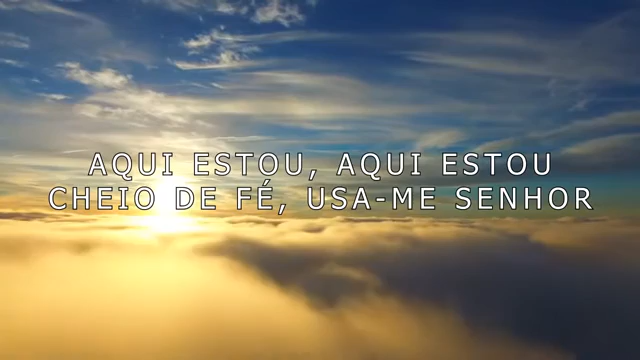 AQUI ESTOU, AQUI ESTOU
CHEIO DE FÉ, USA-ME SENHOR